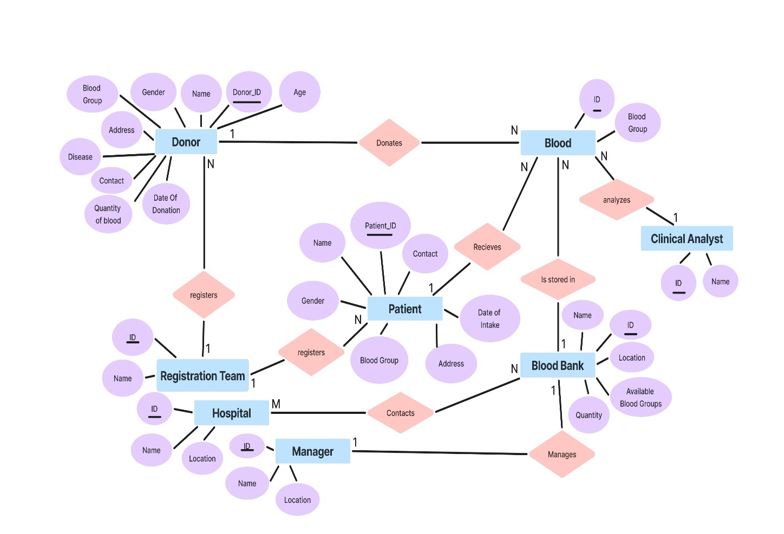 Blood
Group
Gender
Name
Donor_ID
Age
Address
Disease
Contact
Quantity
of blood
Date Of
Donation
Donor
1
N
Donates
N
Blood
ID
Blood
Group
N
N
N
analyzes
1
Clinical Analyst
ID
Name
Recieves
1
Is stored in
1
registers
1
Patient_ID
Name
Contact
Gender
Patient
Date of
Intake
N
Blood Group
Address
registers
ID
Name
Registration Team
1
Name
ID
Location
Blood Bank
Available
Blood Groups
Quantity
N
1
ID
Hospital
M
Contacts
Name
Location
ID
Manager
1
Manages
Name
Location